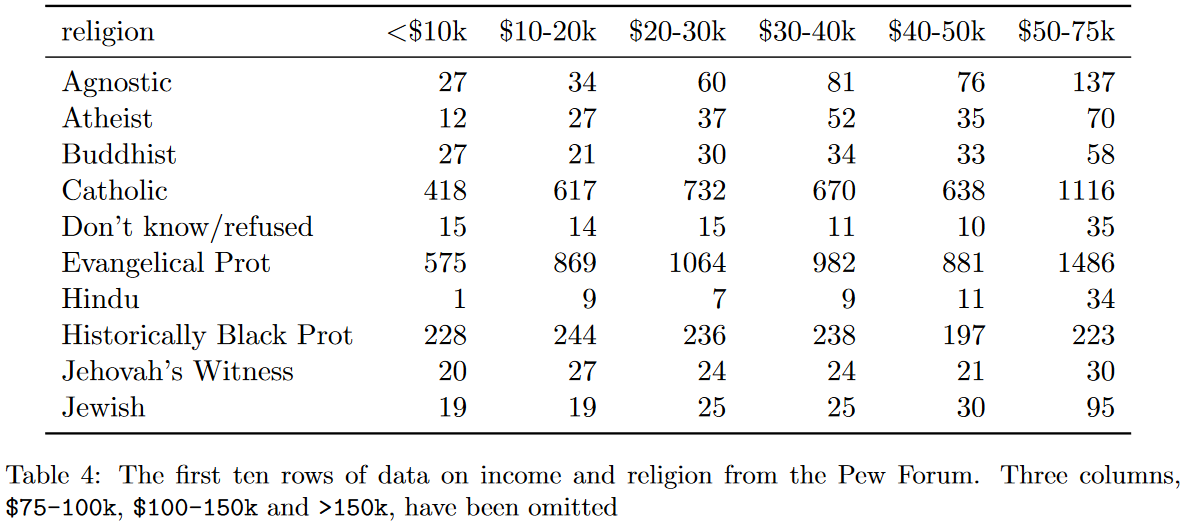 religion <$10k $10-20k $20-30k $30-40k $40-50k $50-75k
Agnostic 27 34 60 81 76 137
Atheist 12 27 37 52 35 70
Buddhist 27 21 30 34 33 58
Catholic 418 617 732 670 638 1116
Don't know/refused 15 14 15 11 10 35
Evangelical Prot 575 869 1064 982 881 1486
Hindu 1 9 7 9 11 34
Historically Black Prot 228 244 236 238 197 223
Jehovah's Witness 20 27 24 24 21 30
Jewish 19 19 25 25 30 95
Table 4: The first ten rows of data on income and religion from the Pew Forum. Three columns,
$75-100k, $100-150k and >150k, have been omitted